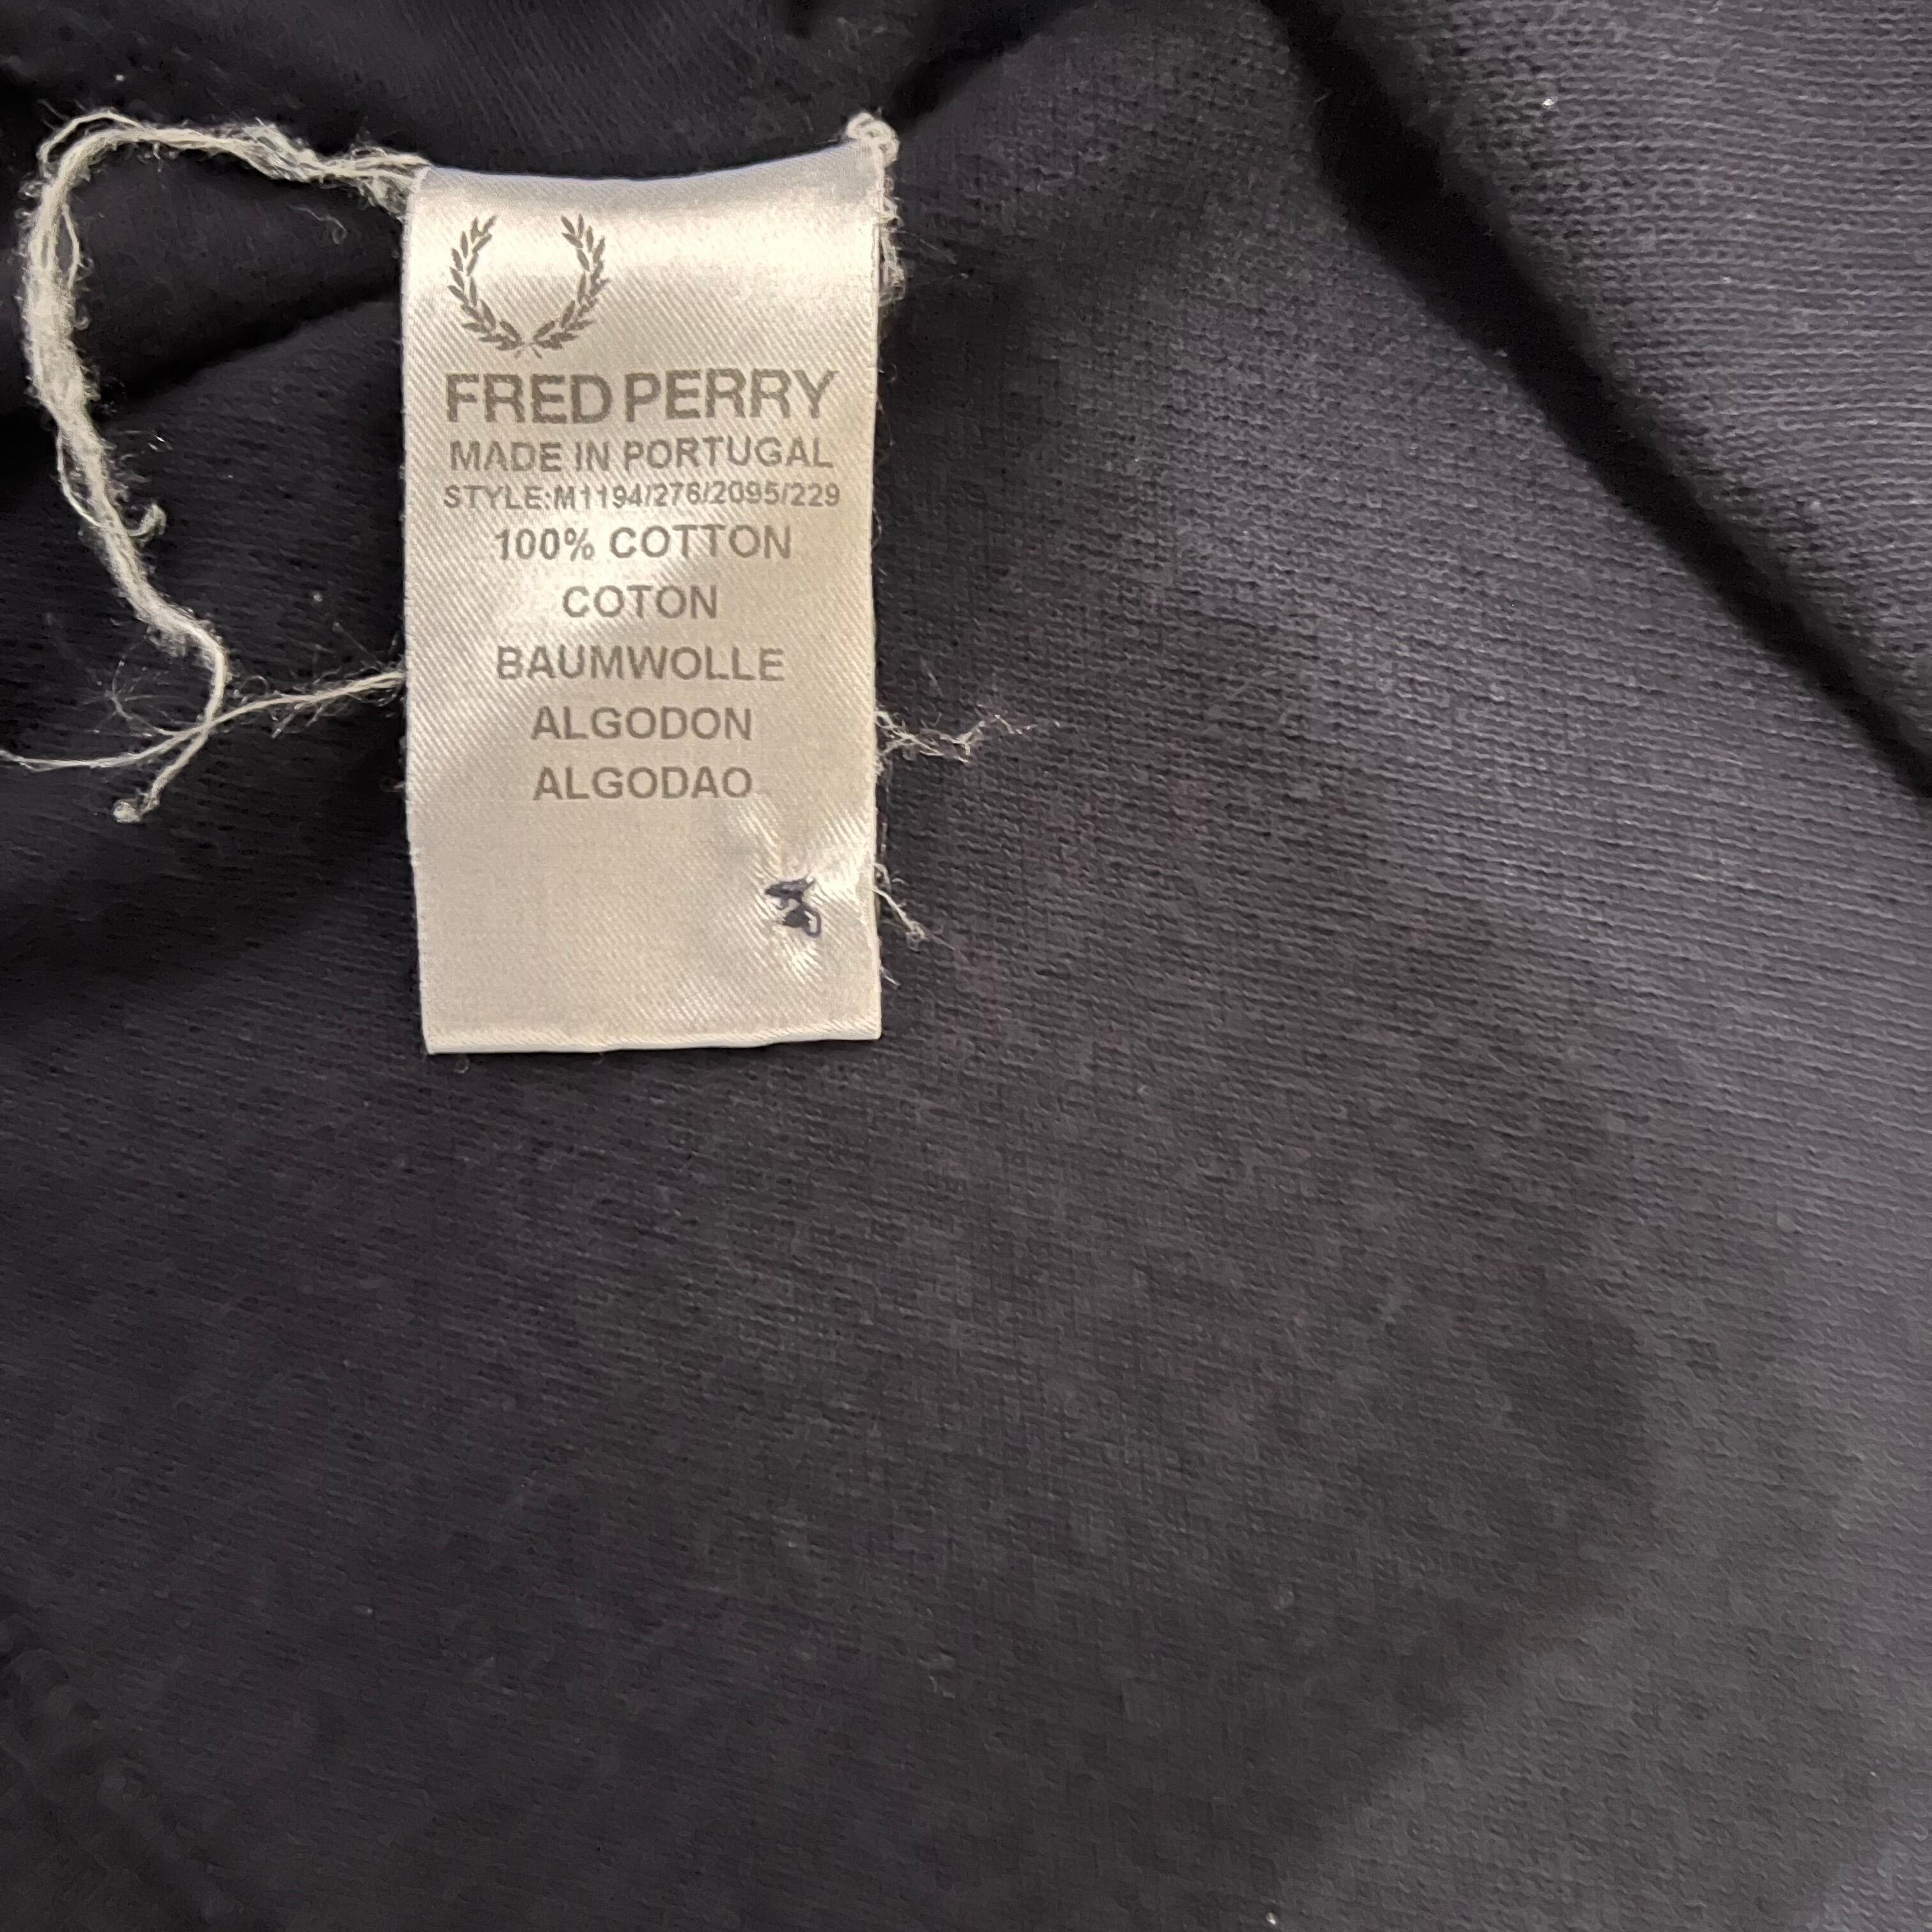 FRED PERRY
MADE IN PORTUGAL
STYLE:M1194/276/2095/229
100% COTTON
COTON
BAUMWOLLE
ALGODON
ALGODAO